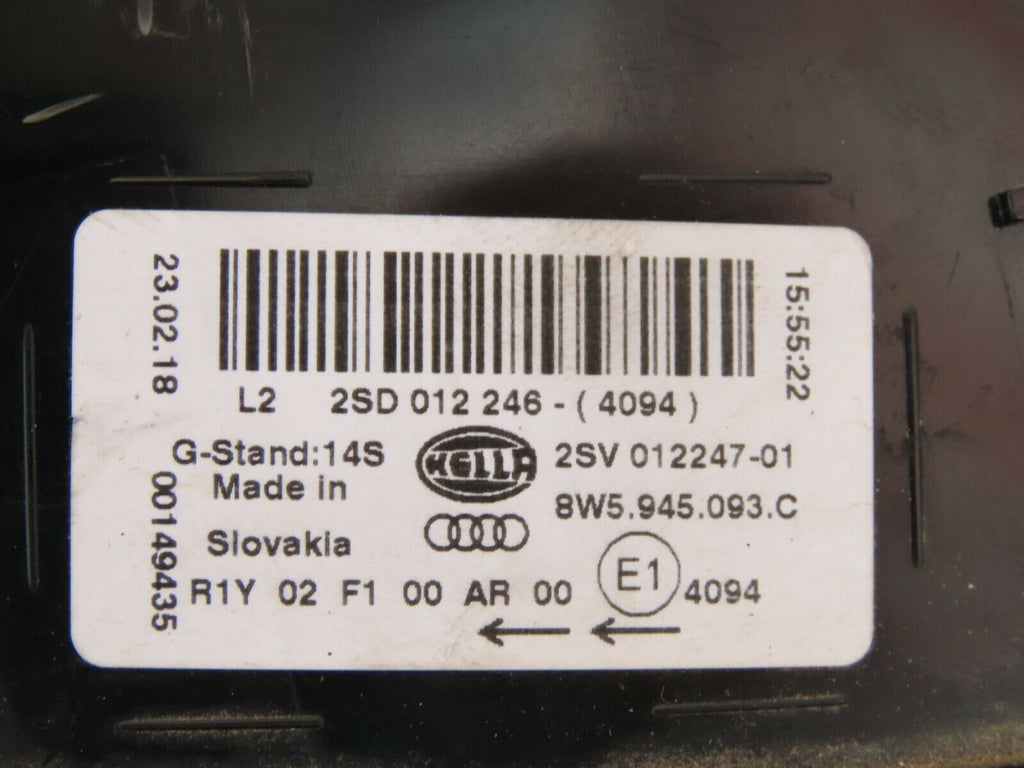 23.02.18
15:55:22
L2 2SD 012 246 - ( 4094 )
G-Stand:14S
HELLA
2SV 012247-01
Made in
8W5.945.093.C
Slovakia
00149435
R1Y 02 F1 00 AR 00
E1
4094